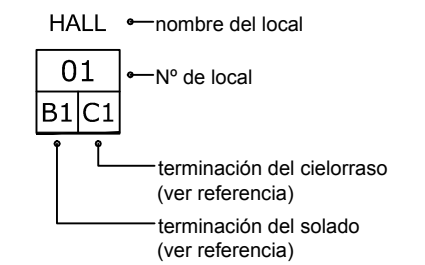 HALL nombre del local
01 Nº de local
B1 C1
terminación del cielorraso
(ver referencia)
terminación del solado
(ver referencia)